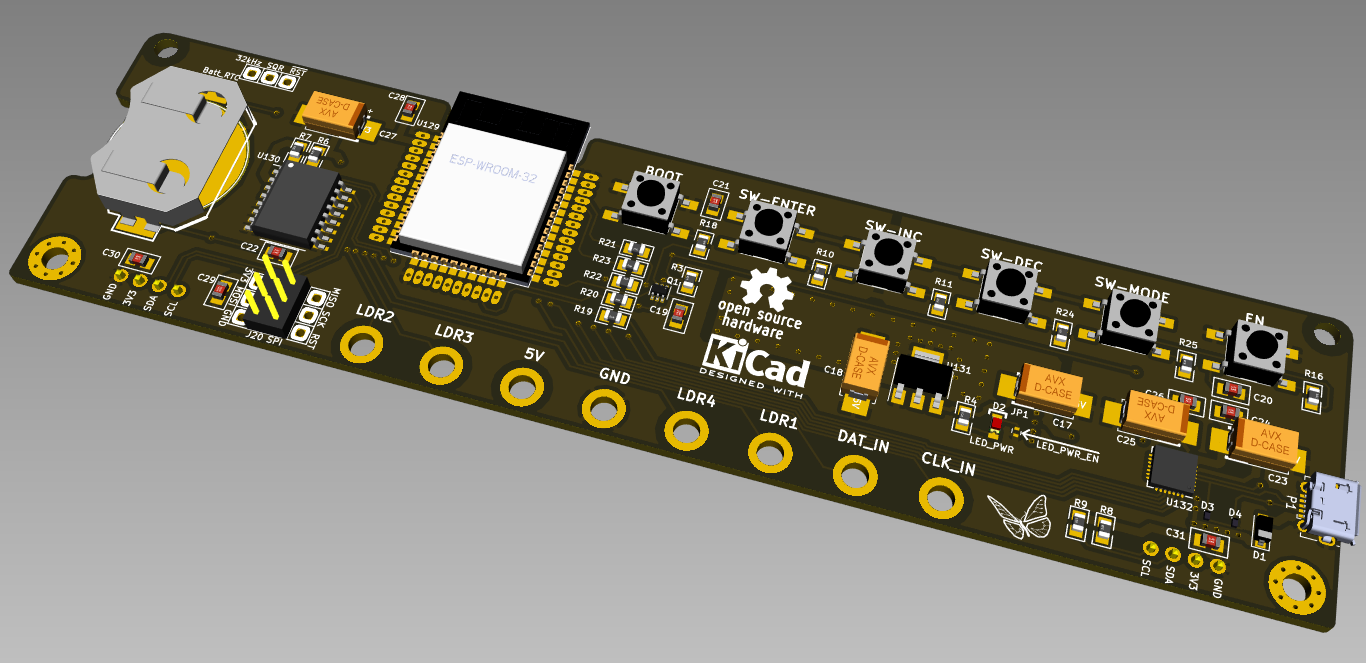 32kHz SQR RST
Batt_RTC
AVX
D-CASE
C28
U129
C27
R7 R6
U130
ESP-WROOM-32
BOOT
C21
SW-ENTER
R18
SW-INC
R10
SW-DEC
R11
SW-MODE
R24
EN
R25
R16
C20
R21
R23
R22
R20
R19
R3
Q1
C19
open source
hardware
KiCad
DESIGNED WITH
C22
C30
GND
3V3
SDA
SCL
C29
3V3
MOSI
GND
MISO
SCK
RST
J20 SPI
LDR2
LDR3
5V
GND
LDR4
LDR1
DAT_IN
CLK_IN
C18
AVX
D-CASE
U131
R4
D2
JP1
LED_PWR
LED_PWR_EN
AVX
D-CASE
C17
AVX
D-CASE
C25
AVX
D-CASE
C23
U132
D3
D4
D1
P1
R9
R8
C31
SCL
SDA
3V3
GND